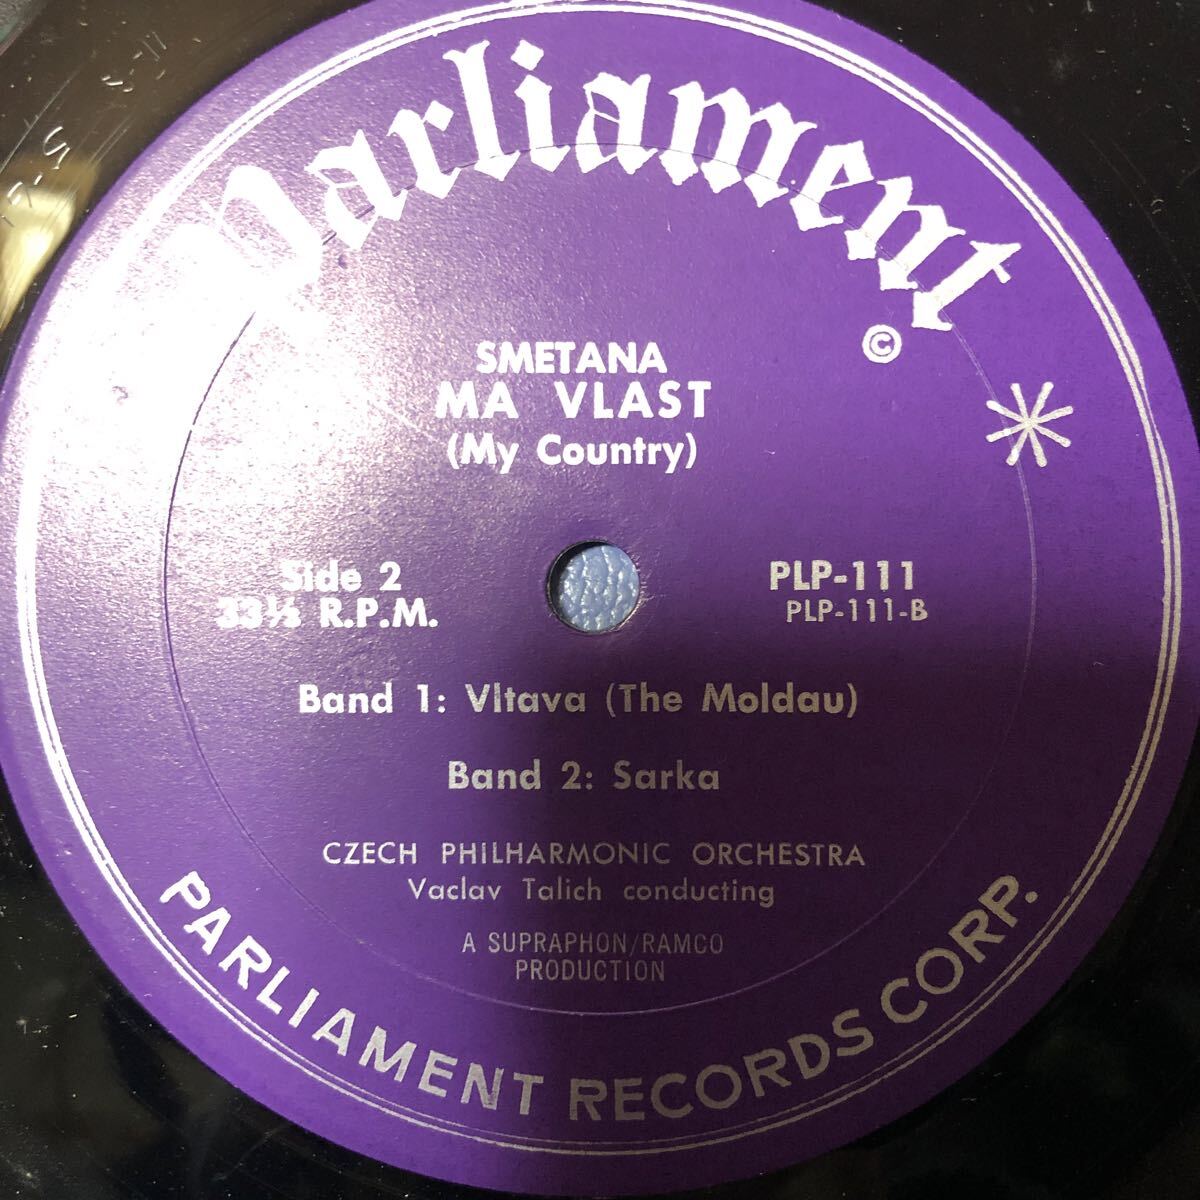 Parliament
©
SMETANA
MA VLAST
(My Country)
Side 2
33⅓ R.P.M.
PLP-111
PLP-111-B
Band 1: Vltava (The Moldau)
Band 2: Sarka
CZECH PHILHARMONIC ORCHESTRA
Vaclav Talich conducting
A SUPRAPHON/RAMCO
PRODUCTION
PARLIAMENT RECORDS CORP.